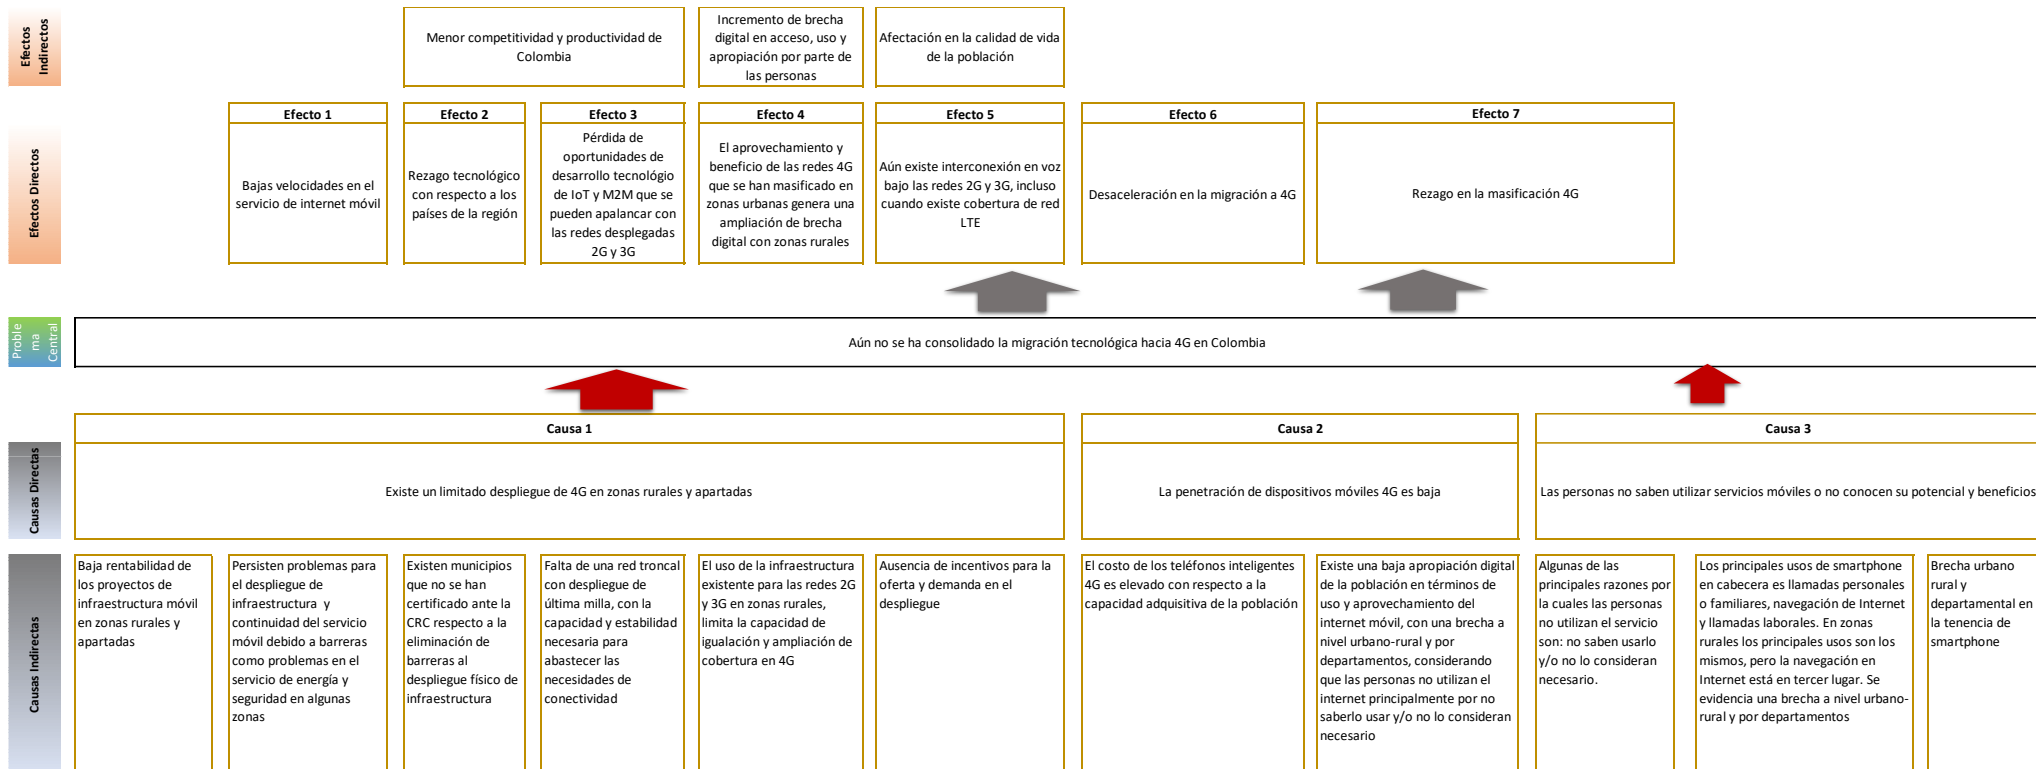 Efectos
Indirectos
Menor competitividad y productividad de
Colombia
Incremento de brecha
digital en acceso, uso y
apropiación por parte de
las personas
Afectación en la calidad de vida
de la población
Efectos Directos
Efecto 1
Bajas velocidades en el
servicio de internet móvil
Efecto 2
Rezago tecnológico
con respecto a los
países de la región
Efecto 3
Pérdida de
oportunidades de
desarrollo tecnológio
de IoT y M2M que se
pueden apalancar con
las redes desplegadas
2G y 3G
Efecto 4
El aprovechamiento y
beneficio de las redes 4G
que se han masificado en
zonas urbanas genera una
ampliación de brecha
digital con zonas rurales
Efecto 5
Aún existe interconexión en voz
bajo las redes 2G y 3G, incluso
cuando existe cobertura de red
LTE
Efecto 6
Desaceleración en la migración a 4G
Efecto 7
Rezago en la masificación 4G
Proble
ma
Central
Aún no se ha consolidado la migración tecnológica hacia 4G en Colombia
Causas Directas
Causa 1
Existe un limitado despliegue de 4G en zonas rurales y apartadas
Causa 2
La penetración de dispositivos móviles 4G es baja
Causa 3
Las personas no saben utilizar servicios móviles o no conocen su potencial y beneficios
Causas Indirectas
Baja rentabilidad de
los proyectos de
infraestructura móvil
en zonas rurales y
apartadas
Persisten problemas para
el despliegue de
infraestructura y
continuidad del servicio
móvil debido a barreras
como problemas en el
servicio de energía y
seguridad en algunas
zonas
Existen municipios
que no se han
certificado ante la
CRC respecto a la
eliminación de
barreras al
despliegue físico de
infraestructura
Falta de una red troncal
con despliegue de
última milla, con la
capacidad y estabilidad
necesaria para
abastecer las
necesidades de
conectividad
El uso de la infraestructura
existente para las redes 2G
y 3G en zonas rurales,
limita la capacidad de
igualación y ampliación de
cobertura en 4G
Ausencia de incentivos para la
oferta y demanda en el
despliegue
El costo de los teléfonos inteligentes
4G es elevado con respecto a la
capacidad adquisitiva de la población
Existe una baja apropiación digital
de la población en términos de
uso y aprovechamiento del
internet móvil, con una brecha a
nivel urbano-rural y por
departamentos, considerando
que las personas no utilizan el
internet principalmente por no
saberlo usar y/o no lo consideran
necesario
Algunas de las
principales razones por
la cuales las personas
no utilizan el servicio
son: no saben usarlo
y/o no lo consideran
necesario.
Los principales usos de smartphone
en cabecera es llamadas personales
o familiares, navegación de Internet
y llamadas laborales. En zonas
rurales los principales usos son los
mismos, pero la navegación en
Internet está en tercer lugar. Se
evidencia una brecha a nivel urbano-
rural y por departamentos
Brecha urbano
rural y
departamental en
la tenencia de
smartphone